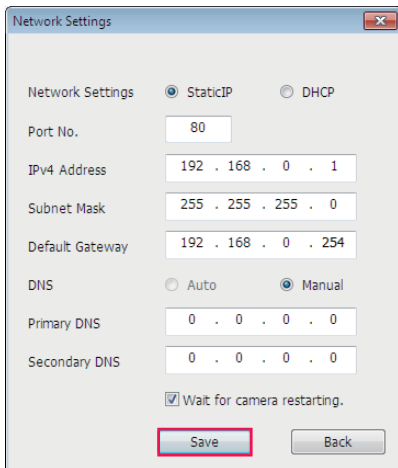 Network Settings
Network Settings StaticIP DHCP
Port No. 80
IPv4 Address 192 . 168 . 0 . 1
Subnet Mask 255 . 255 . 255 . 0
Default Gateway 192 . 168 . 0 . 254
DNS Auto Manual
Primary DNS 0 . 0 . 0 . 0
Secondary DNS 0 . 0 . 0 . 0
Wait for camera restarting.
Save Back